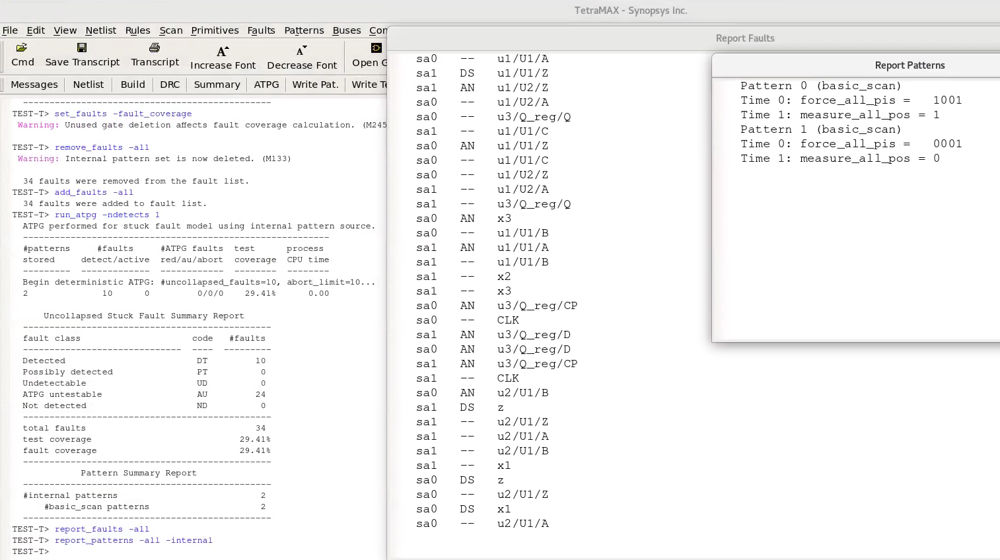 TetraMAX - Synopsys Inc.
File Edit View Netlist Rules Scan Primitives Faults Patterns Buses
Cmd Save Transcript Transcript Increase Font Decrease Font Open
Messages Netlist Build DRC Summary ATPG Write Pat. Write
-----------------------------------------------
TEST-T> set_faults -fault_coverage
Warning: Unused gate deletion affects fault coverage calculation. (M245
TEST-T> remove_faults -all
Warning: Internal pattern set is now deleted. (M133)
34 faults were removed from the fault list.
TEST-T> add_faults -all
34 faults were added to fault list.
TEST-T> run_atpg -ndetects 1
ATPG performed for stuck fault model using internal pattern source.
----------------------------------------------------------
#patterns #faults #ATPG faults test process
stored detect/active red/au/abort coverage CPU time
--------- ------------- ------------ -------- --------
Begin deterministic ATPG: #uncollapsed_faults=10, abort_limit=10...
2 10 0 0/0/0 29.41% 0.00
Uncollapsed Stuck Fault Summary Report
-----------------------------------------------
fault class code #faults
------------------------------ ---- ---------
Detected DT 10
Possibly detected PT 0
Undetectable UD 0
ATPG untestable AU 24
Not detected ND 0
-----------------------------------------------
total faults 34
test coverage 29.41%
fault coverage 29.41%
-----------------------------------------------
Pattern Summary Report
-----------------------------------------------
#internal patterns 2
#basic_scan patterns 2
-----------------------------------------------
TEST-T> report_faults -all
TEST-T> report_patterns -all -internal
TEST-T>
Report Faults
sa0 -- u1/U1/A
sa1 DS u1/U1/Z
sa1 AN u1/U2/Z
sa0 -- u1/U2/A
sa0 -- u3/Q_reg/Q
sa1 -- u1/U1/C
sa0 AN u1/U1/Z
sa0 -- u1/U1/C
sa0 -- u1/U2/Z
sa1 -- u1/U2/A
sa1 -- u3/Q_reg/Q
sa0 AN x3
sa0 -- u1/U1/B
sa1 AN u1/U1/A
sa1 -- u1/U1/B
sa1 -- x2
sa1 -- x3
sa0 AN u3/Q_reg/CP
sa0 -- CLK
sa1 AN u3/Q_reg/D
sa0 AN u3/Q_reg/D
sa1 AN u3/Q_reg/CP
sa1 -- CLK
sa0 AN u2/U1/B
sa1 DS z
sa1 -- u2/U1/Z
sa1 -- u2/U1/A
sa1 -- u2/U1/B
sa1 -- x1
sa0 DS z
sa0 -- u2/U1/Z
sa0 DS x1
sa0 -- u2/U1/A
Report Patterns
Pattern 0 (basic_scan)
Time 0: force_all_pis = 1001
Time 1: measure_all_pos = 1
Pattern 1 (basic_scan)
Time 0: force_all_pis = 0001
Time 1: measure_all_pos = 0